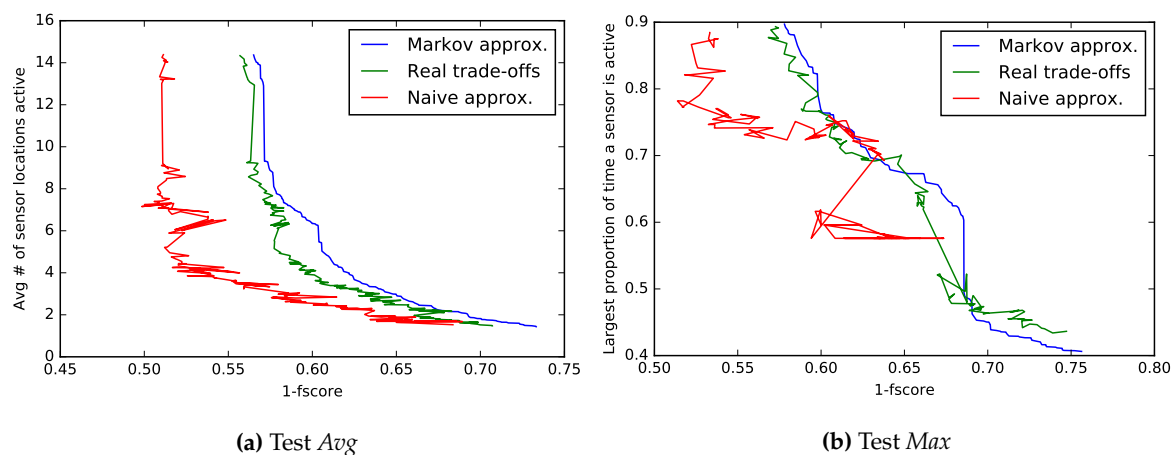 16
14
12
10
8
6
4
2
0
Avg # of sensor locations active
Markov approx.
Real trade-offs
Naive approx.
0.45 0.50 0.55 0.60 0.65 0.70 0.75
1-fscore
(a) Test Avg
0.9
0.8
0.7
0.6
0.5
0.4
Largest proportion of time a sensor is active
Markov approx.
Real trade-offs
Naive approx.
0.50 0.55 0.60 0.65 0.70 0.75 0.80
1-fscore
(b) Test Max